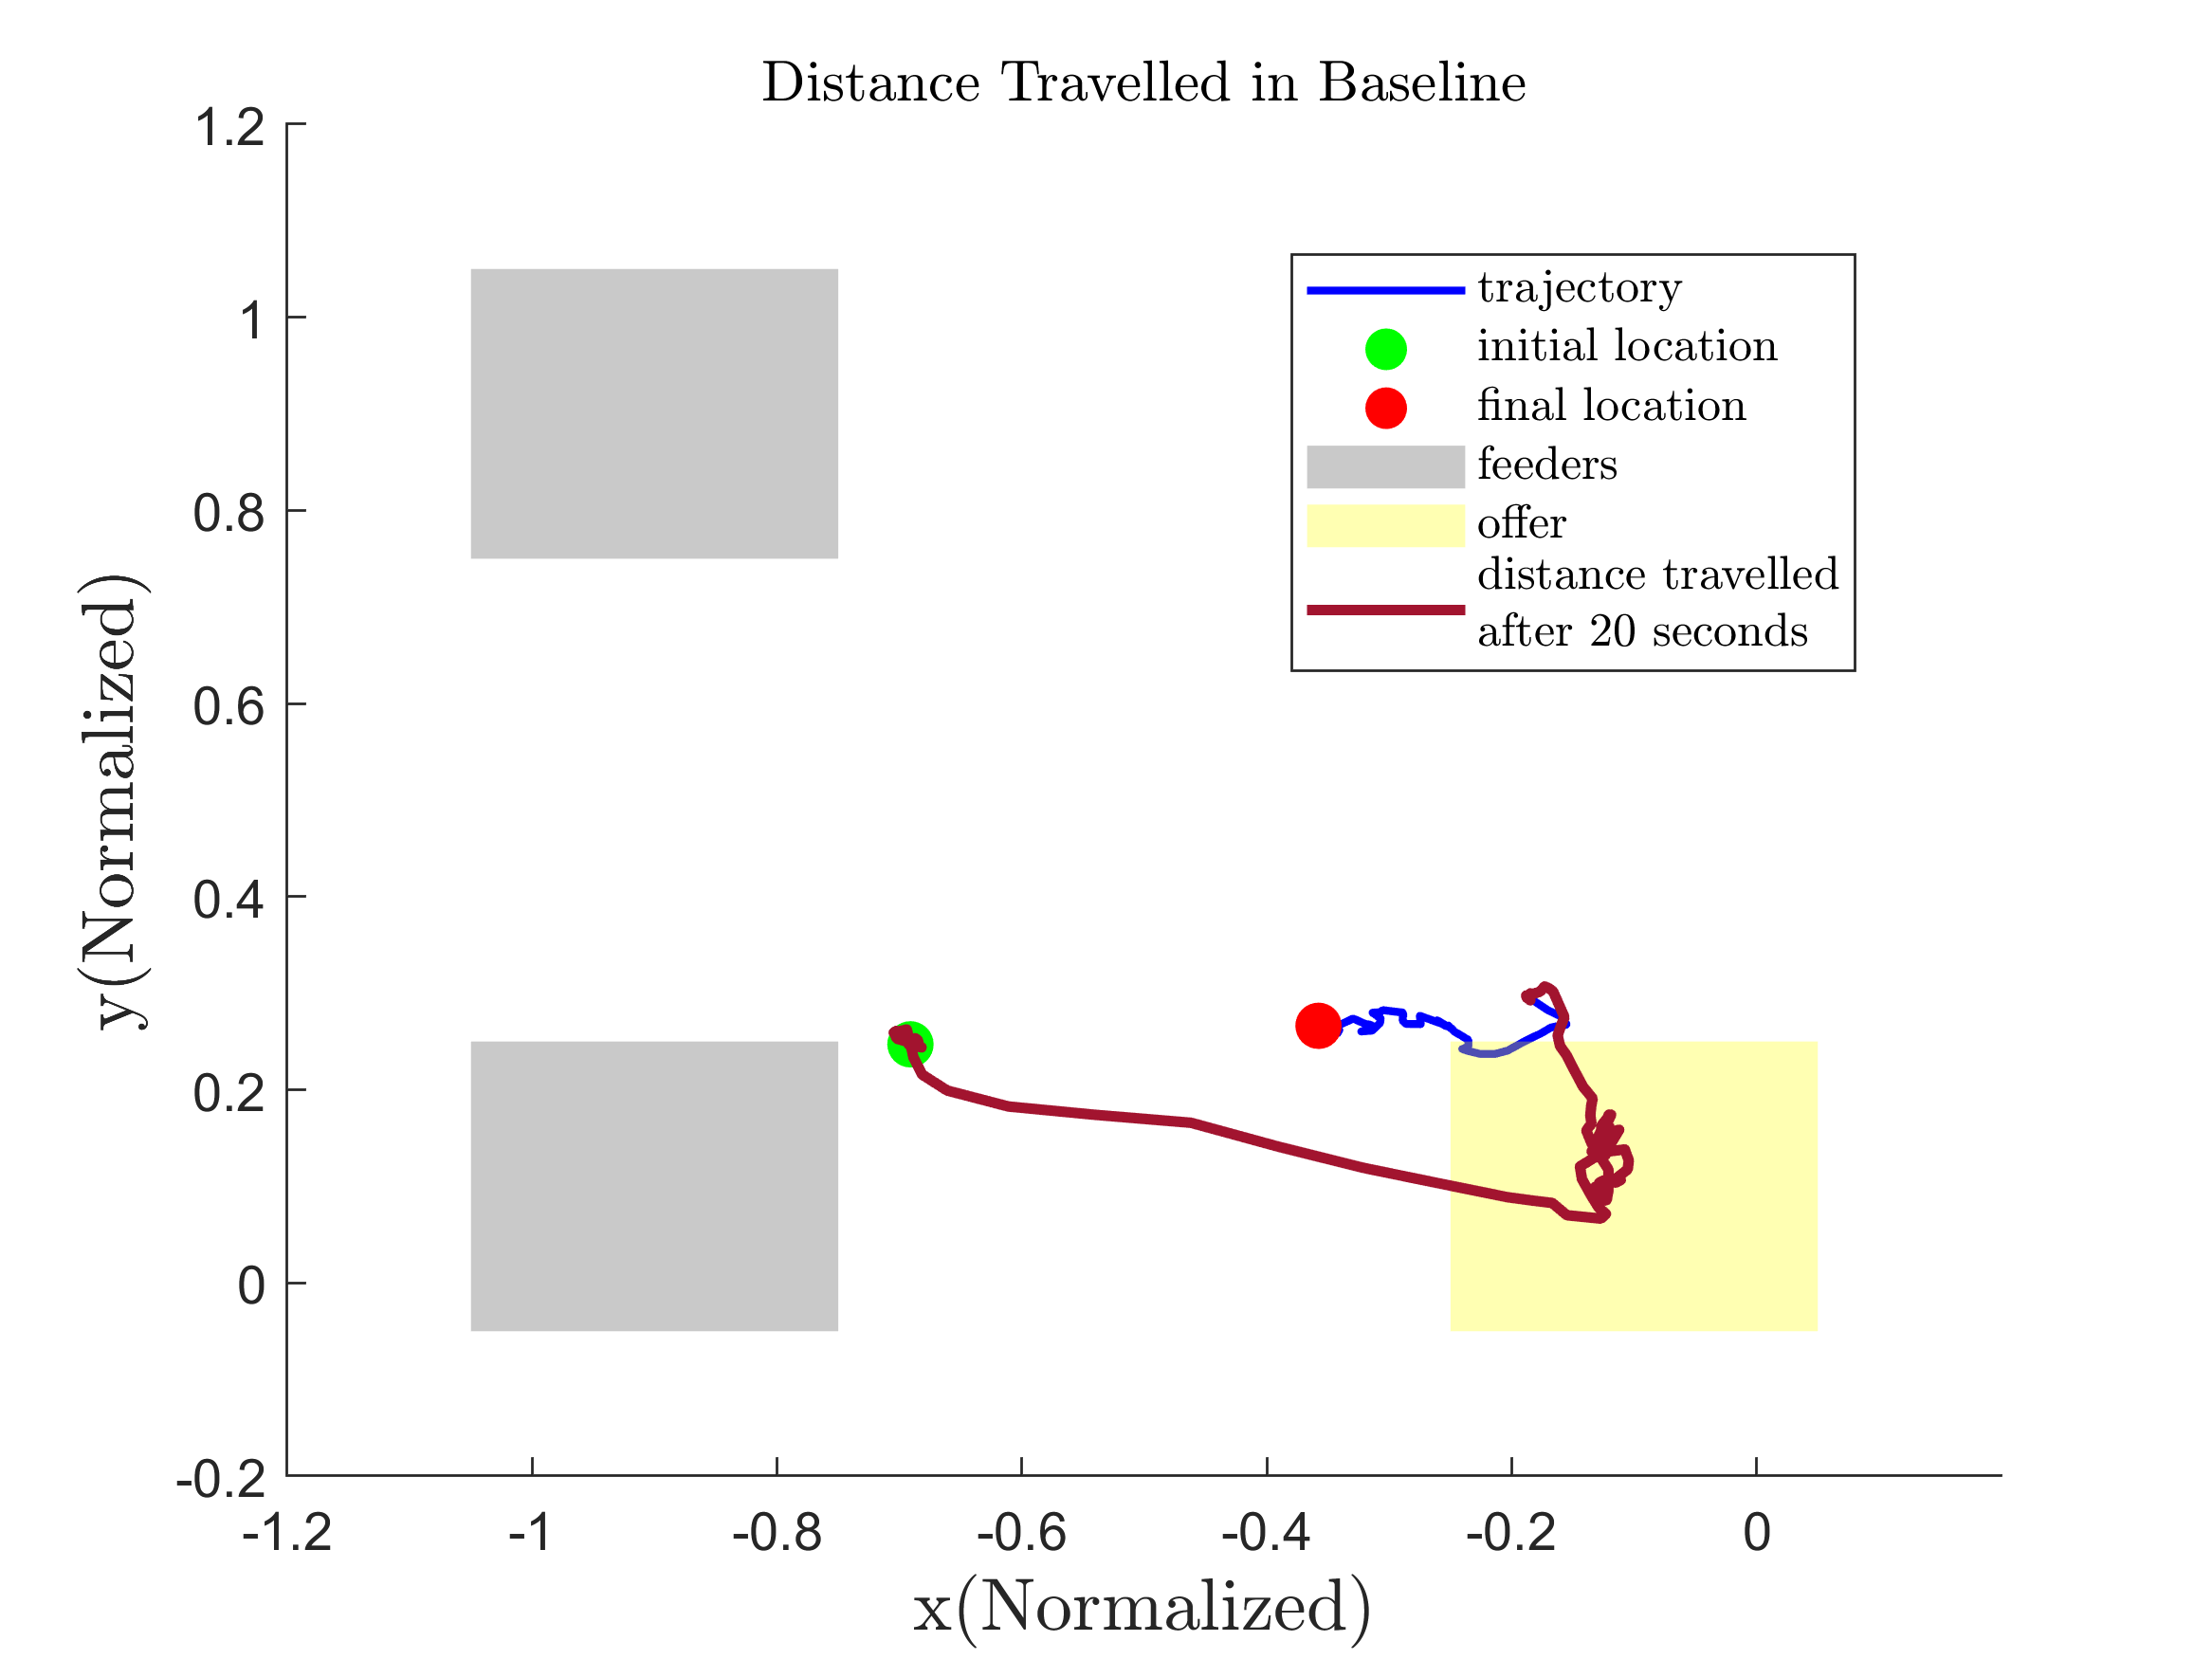 Distance Travelled in Baseline
1.2
1
0.8
0.6
0.4
0.2
0
-0.2
y(Normalized)
trajectory
initial location
final location
feeders
offer
distance travelled
after 20 seconds
-1.2 -1 -0.8 -0.6 -0.4 -0.2 0
x(Normalized)